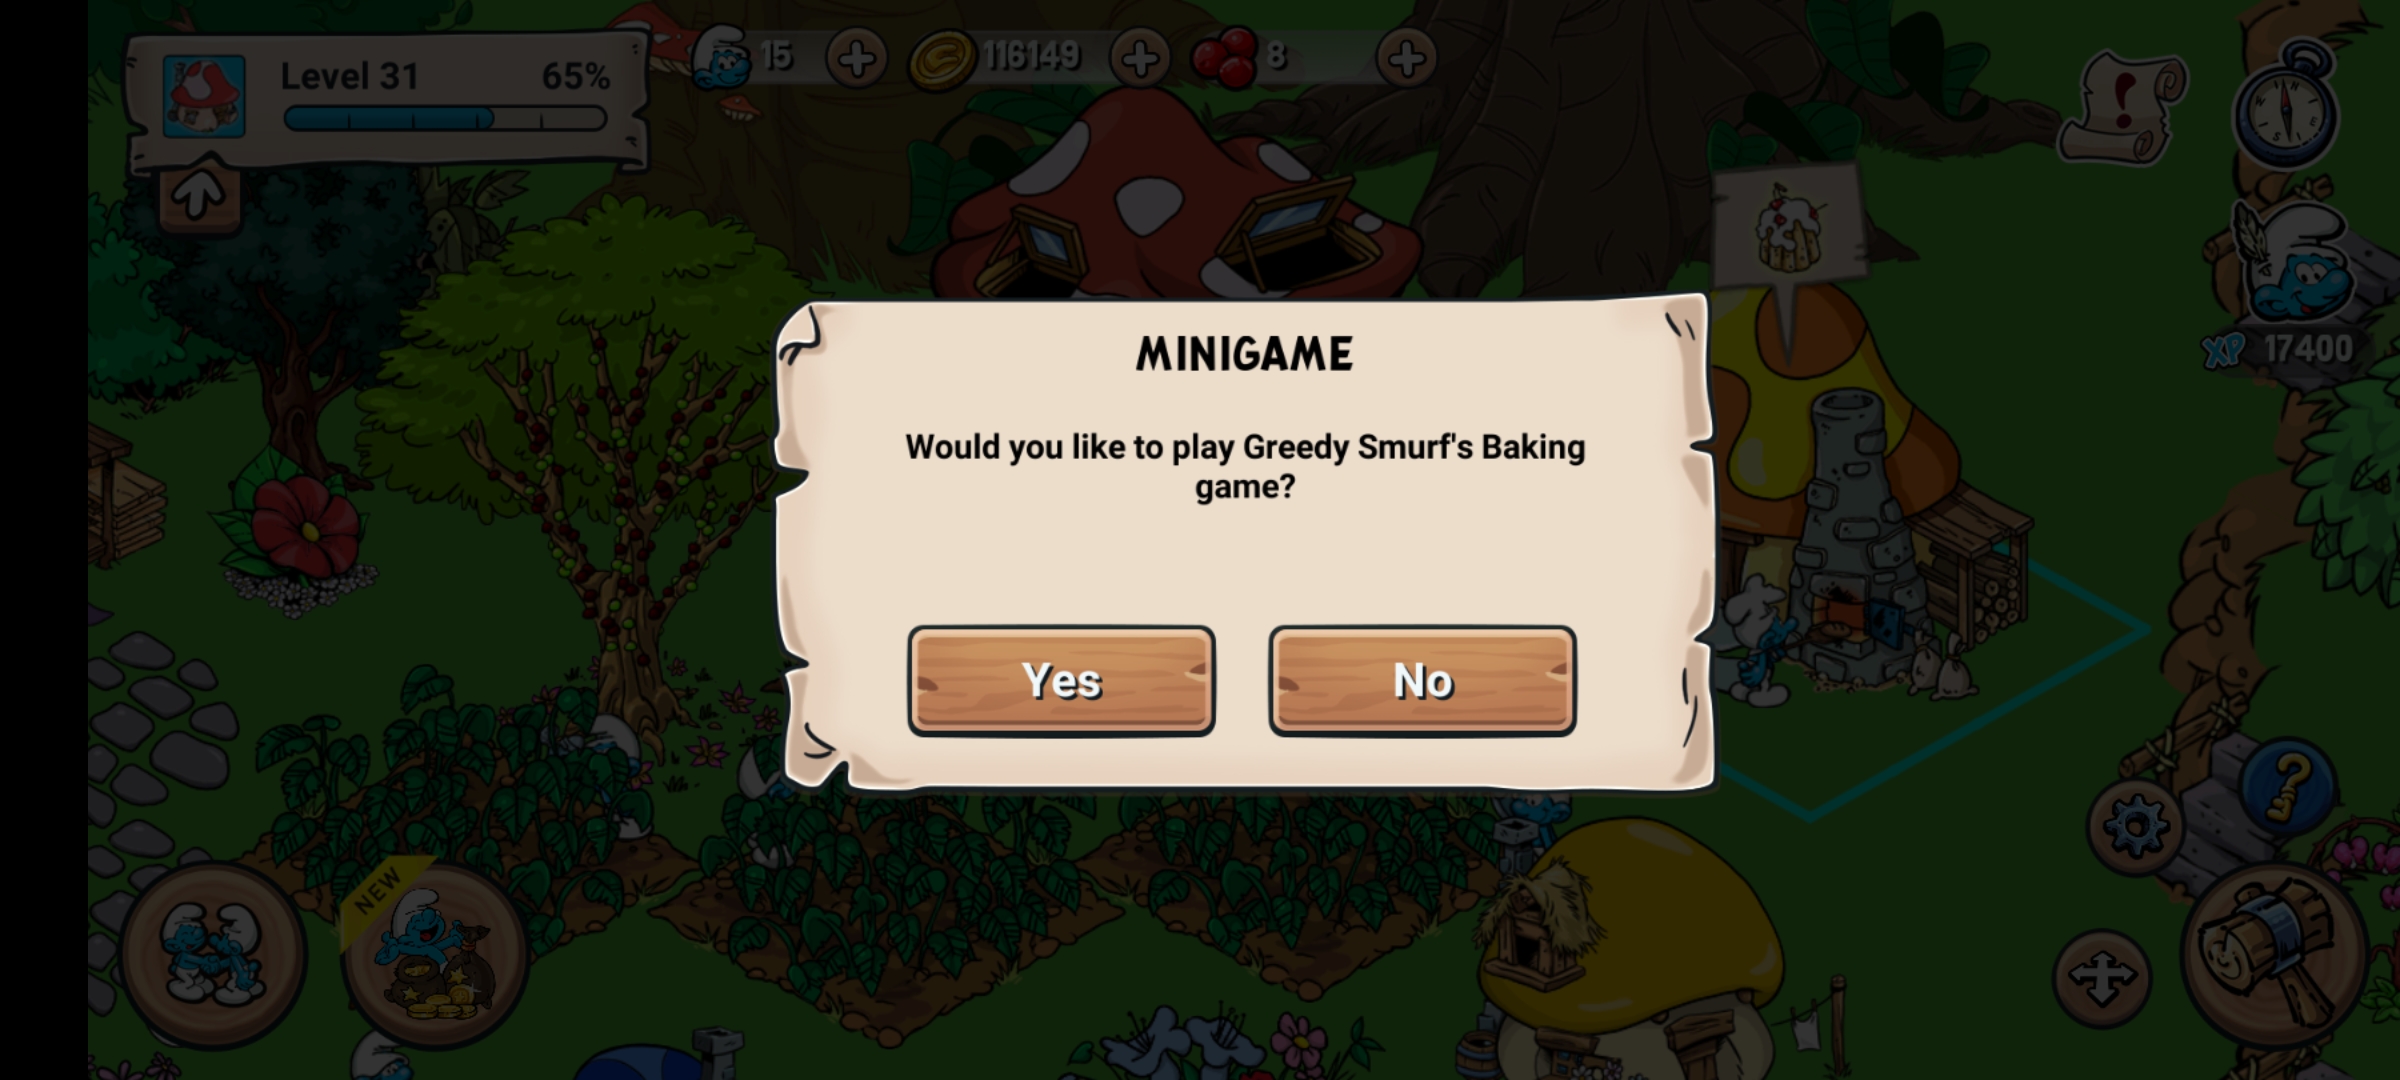 Level 31
65%
15
116149
8
XP 17400
MINIGAME
Would you like to play Greedy Smurf's Baking
game?
Yes
No
NEW